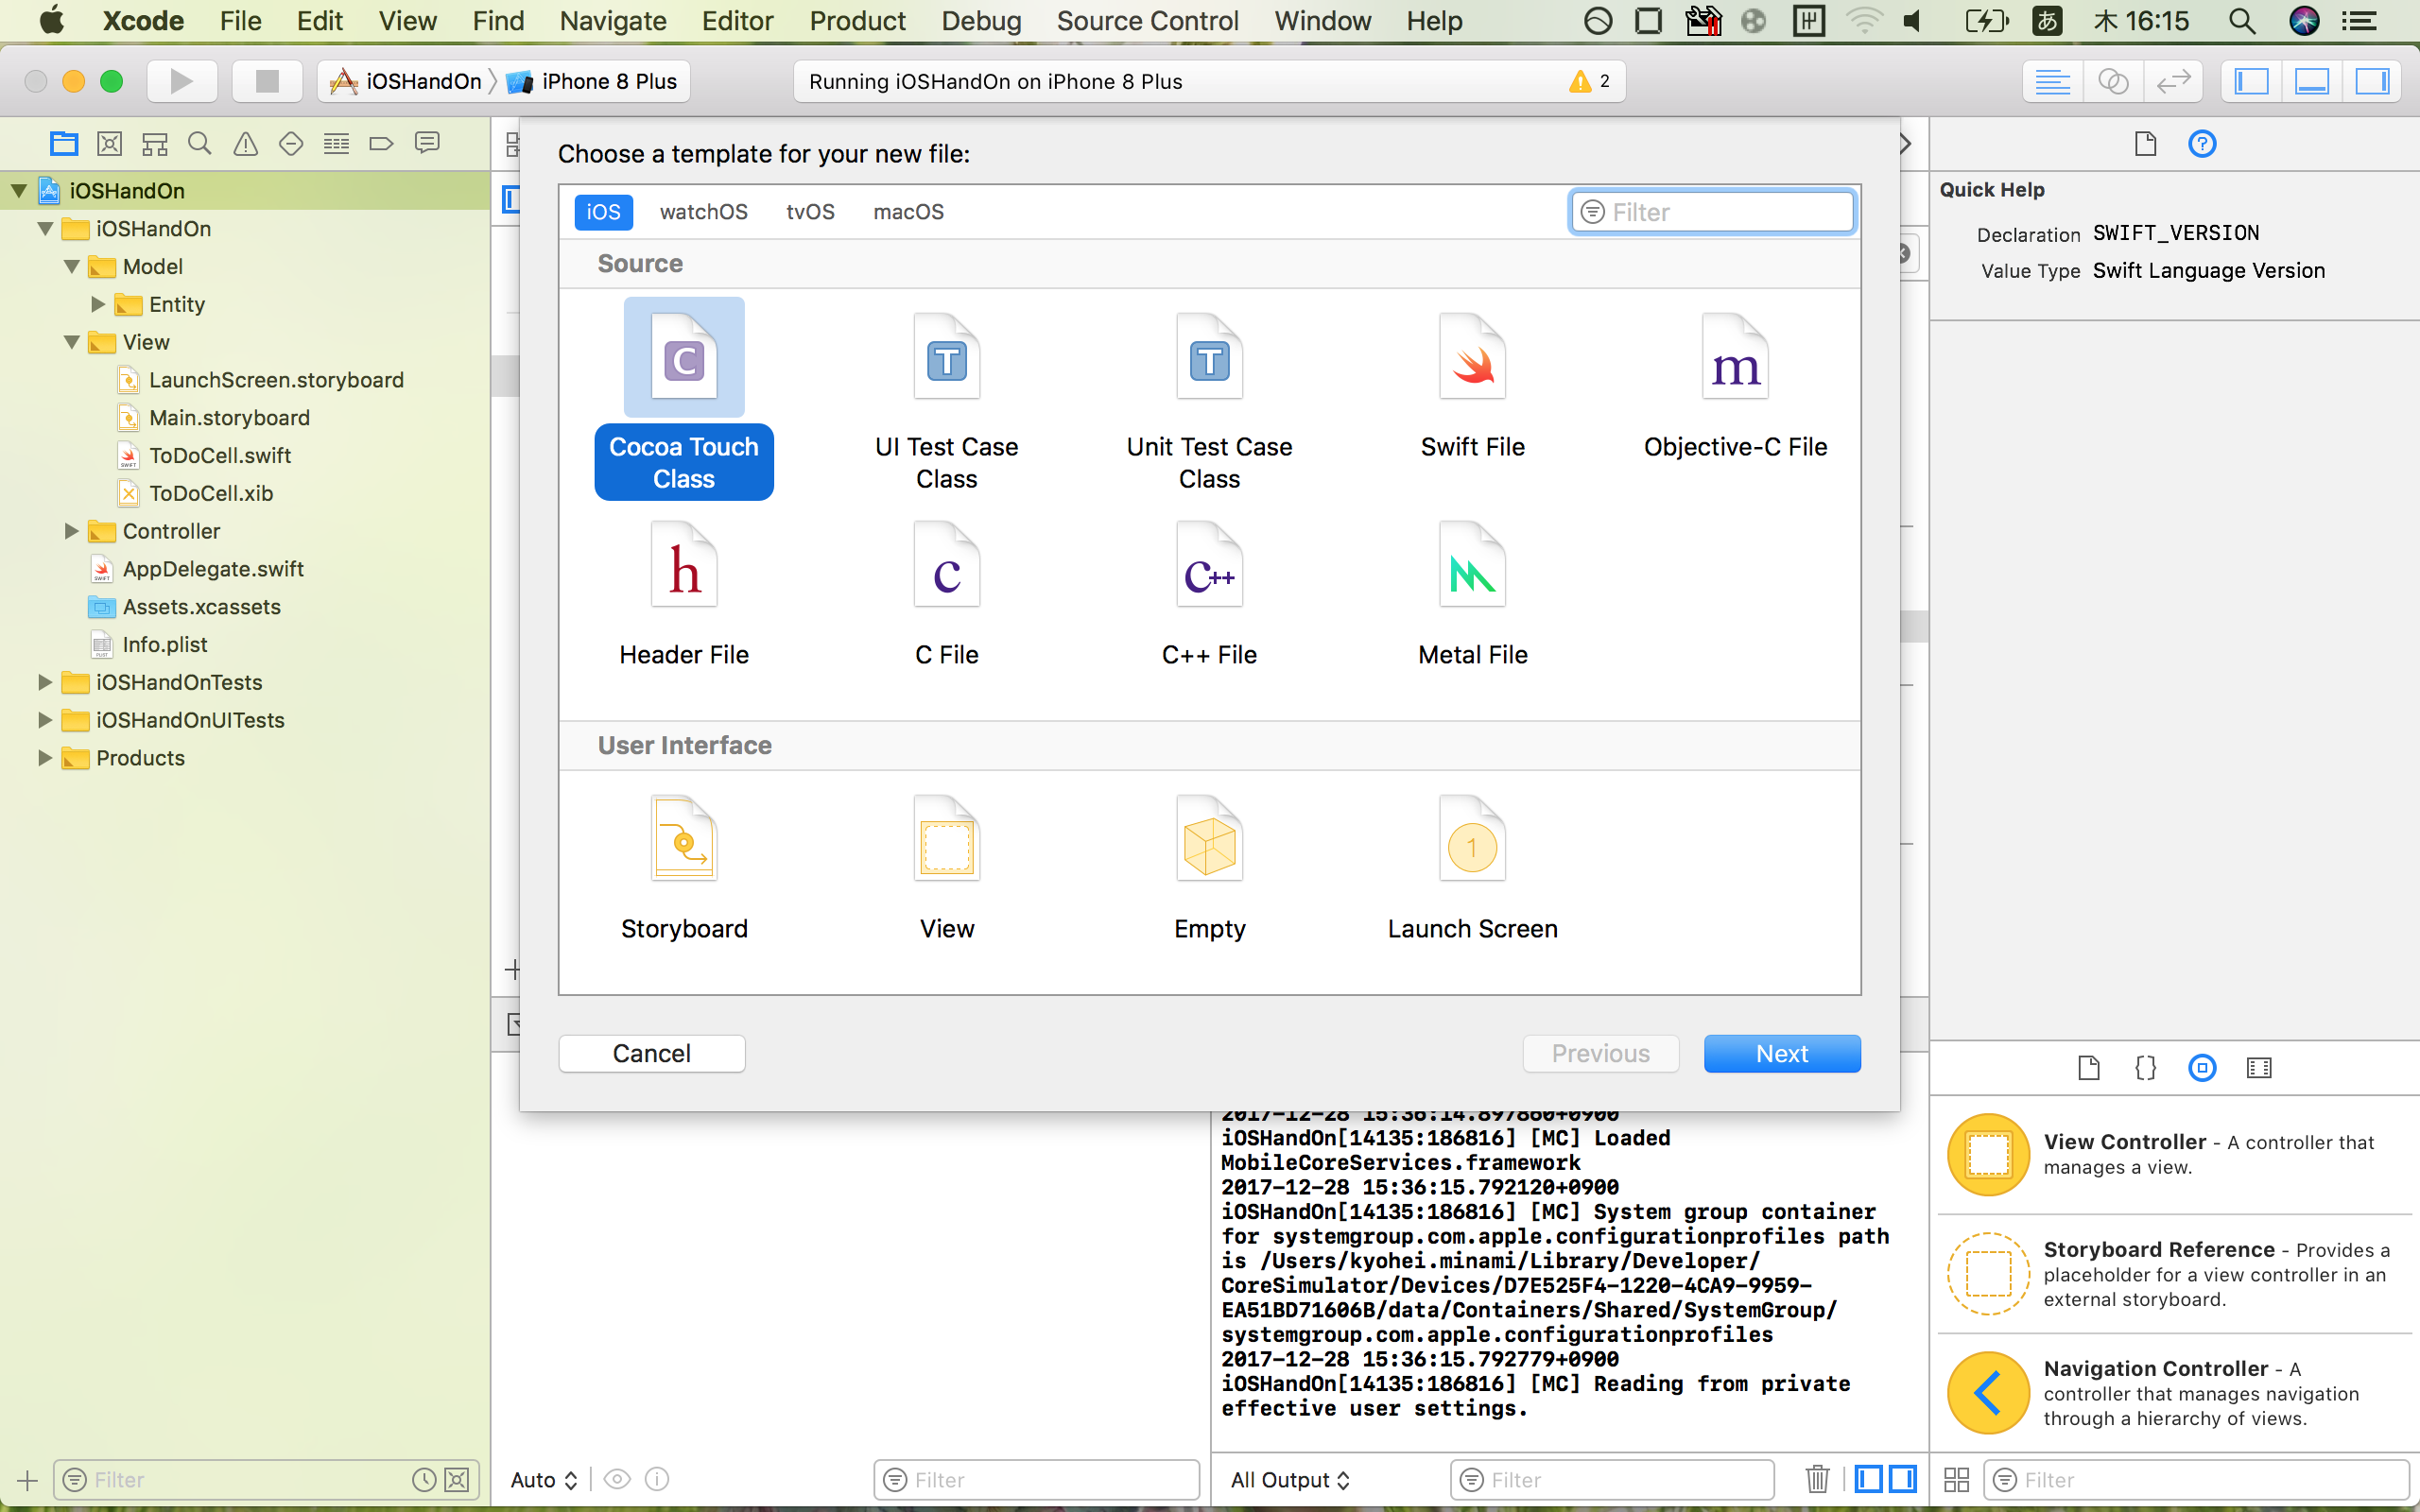 Xcode File Edit View Find Navigate Editor Product Debug Source Control Window Help あ 木 16:15
iOSHandOn iPhone 8 Plus
Running iOSHandOn on iPhone 8 Plus
2
iOSHandOn
iOSHandOn
Model
Entity
View
LaunchScreen.storyboard
Main.storyboard
ToDoCell.swift
ToDoCell.xib
Controller
AppDelegate.swift
Assets.xcassets
Info.plist
iOSHandOnTests
iOSHandOnUITests
Products
Filter
Choose a template for your new file:
iOS watchOS tvOS macOS
Filter
Source
Cocoa Touch
Class
UI Test Case
Class
Unit Test Case
Class
Swift File
Objective-C File
Header File
C File
C++ File
Metal File
User Interface
Storyboard
View
Empty
Launch Screen
Cancel
Previous
Next
2017-12-28 15:36:14.897860+0900
iOSHandOn[14135:186816] [MC] Loaded
MobileCoreServices.framework
2017-12-28 15:36:15.792120+0900
iOSHandOn[14135:186816] [MC] System group container
for systemgroup.com.apple.configurationprofiles path
is /Users/kyohei.minami/Library/Developer/
CoreSimulator/Devices/D7E525F4-1220-4CA9-9959-
EA51BD71606B/data/Containers/Shared/SystemGroup/
systemgroup.com.apple.configurationprofiles
2017-12-28 15:36:15.792779+0900
iOSHandOn[14135:186816] [MC] Reading from private
effective user settings.
Auto
Filter
All Output
Filter
Quick Help
Declaration SWIFT_VERSION
Value Type Swift Language Version
View Controller - A controller that
manages a view.
Storyboard Reference - Provides a
placeholder for a view controller in an
external storyboard.
Navigation Controller - A
controller that manages navigation
through a hierarchy of views.
Filter